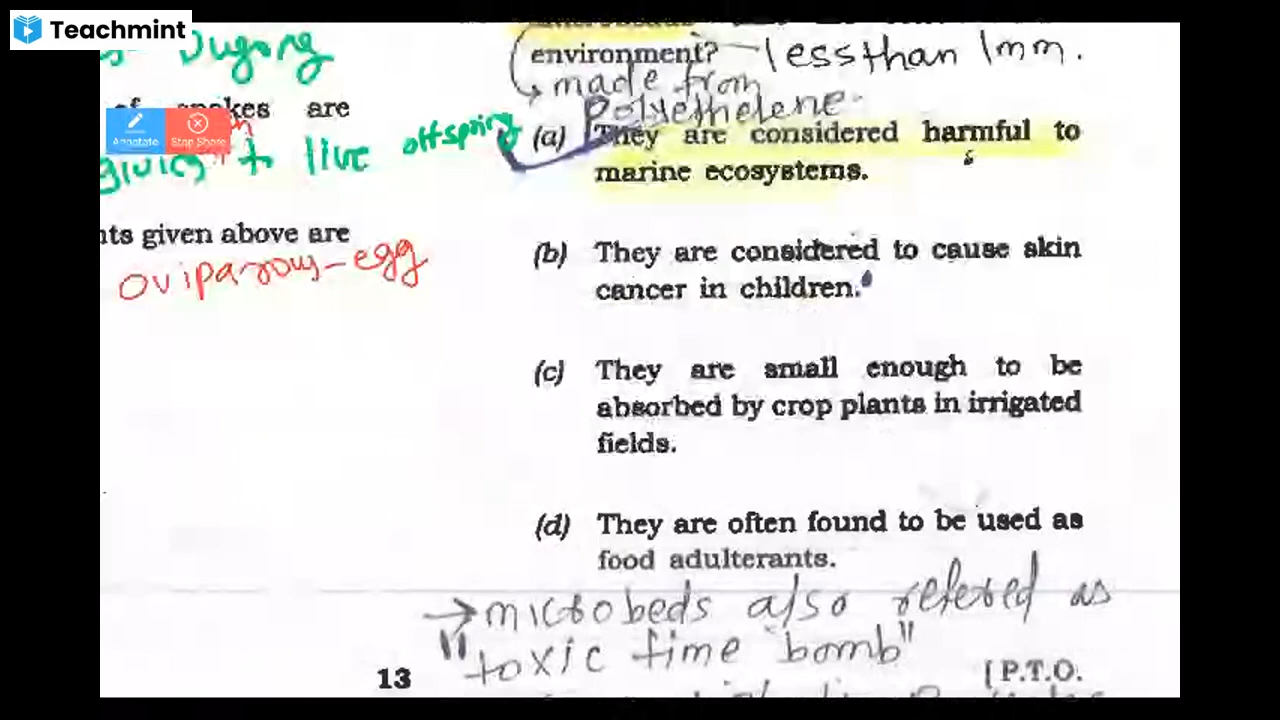 Teachmint
Dugong
of snakes are
Annotate
Stop Share
giving to live offspring
nts given above are
oviparous - egg
environment? - less than 1mm.
made from
Polyethelene.
(a) They are considered harmful to
marine ecosystems.
(b) They are considered to cause skin
cancer in children.
(c) They are small enough to be
absorbed by crop plants in irrigated
fields.
(d) They are often found to be used as
food adulterants.
→ microbeds also refered as
"toxic time bomb"
13
[ P.T.O.